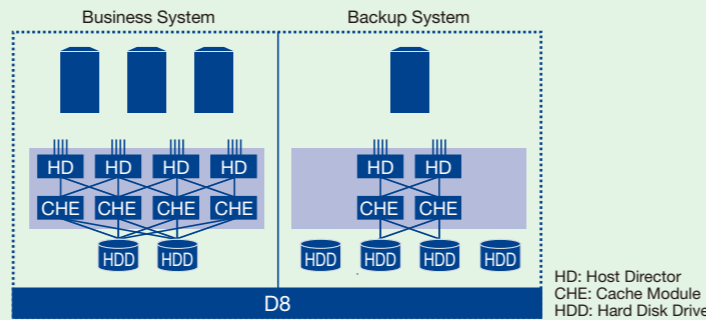 Business System
Backup System
HD HD HD HD
HD HD
CHE CHE CHE CHE
CHE CHE
HDD HDD
HDD HDD HDD HDD
D8
HD: Host Director
CHE: Cache Module
HDD: Hard Disk Drive